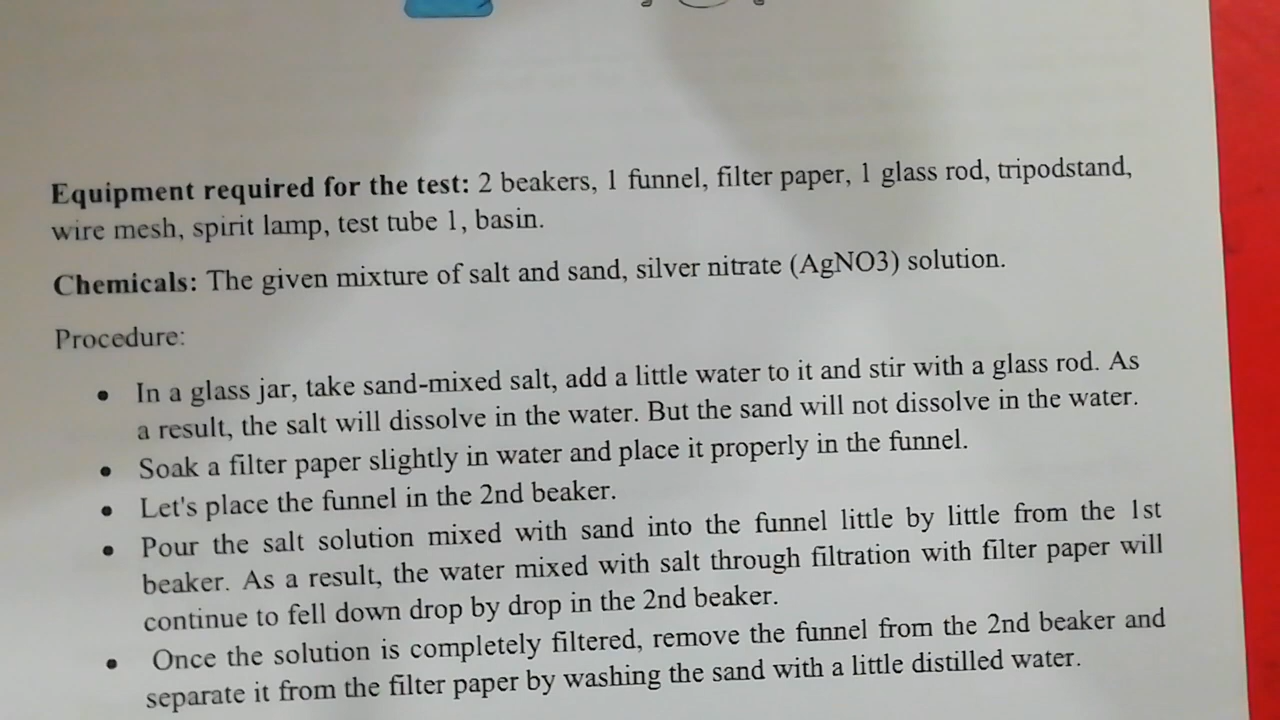 Equipment required for the test: 2 beakers, 1 funnel, filter paper, 1 glass rod, tripodstand,
wire mesh, spirit lamp, test tube 1, basin.
Chemicals: The given mixture of salt and sand, silver nitrate (AgNO3) solution.
Procedure:
• In a glass jar, take sand-mixed salt, add a little water to it and stir with a glass rod. As
a result, the salt will dissolve in the water. But the sand will not dissolve in the water.
• Soak a filter paper slightly in water and place it properly in the funnel.
• Let's place the funnel in the 2nd beaker.
• Pour the salt solution mixed with sand into the funnel little by little from the 1st
beaker. As a result, the water mixed with salt through filtration with filter paper will
continue to fell down drop by drop in the 2nd beaker.
• Once the solution is completely filtered, remove the funnel from the 2nd beaker and
separate it from the filter paper by washing the sand with a little distilled water.